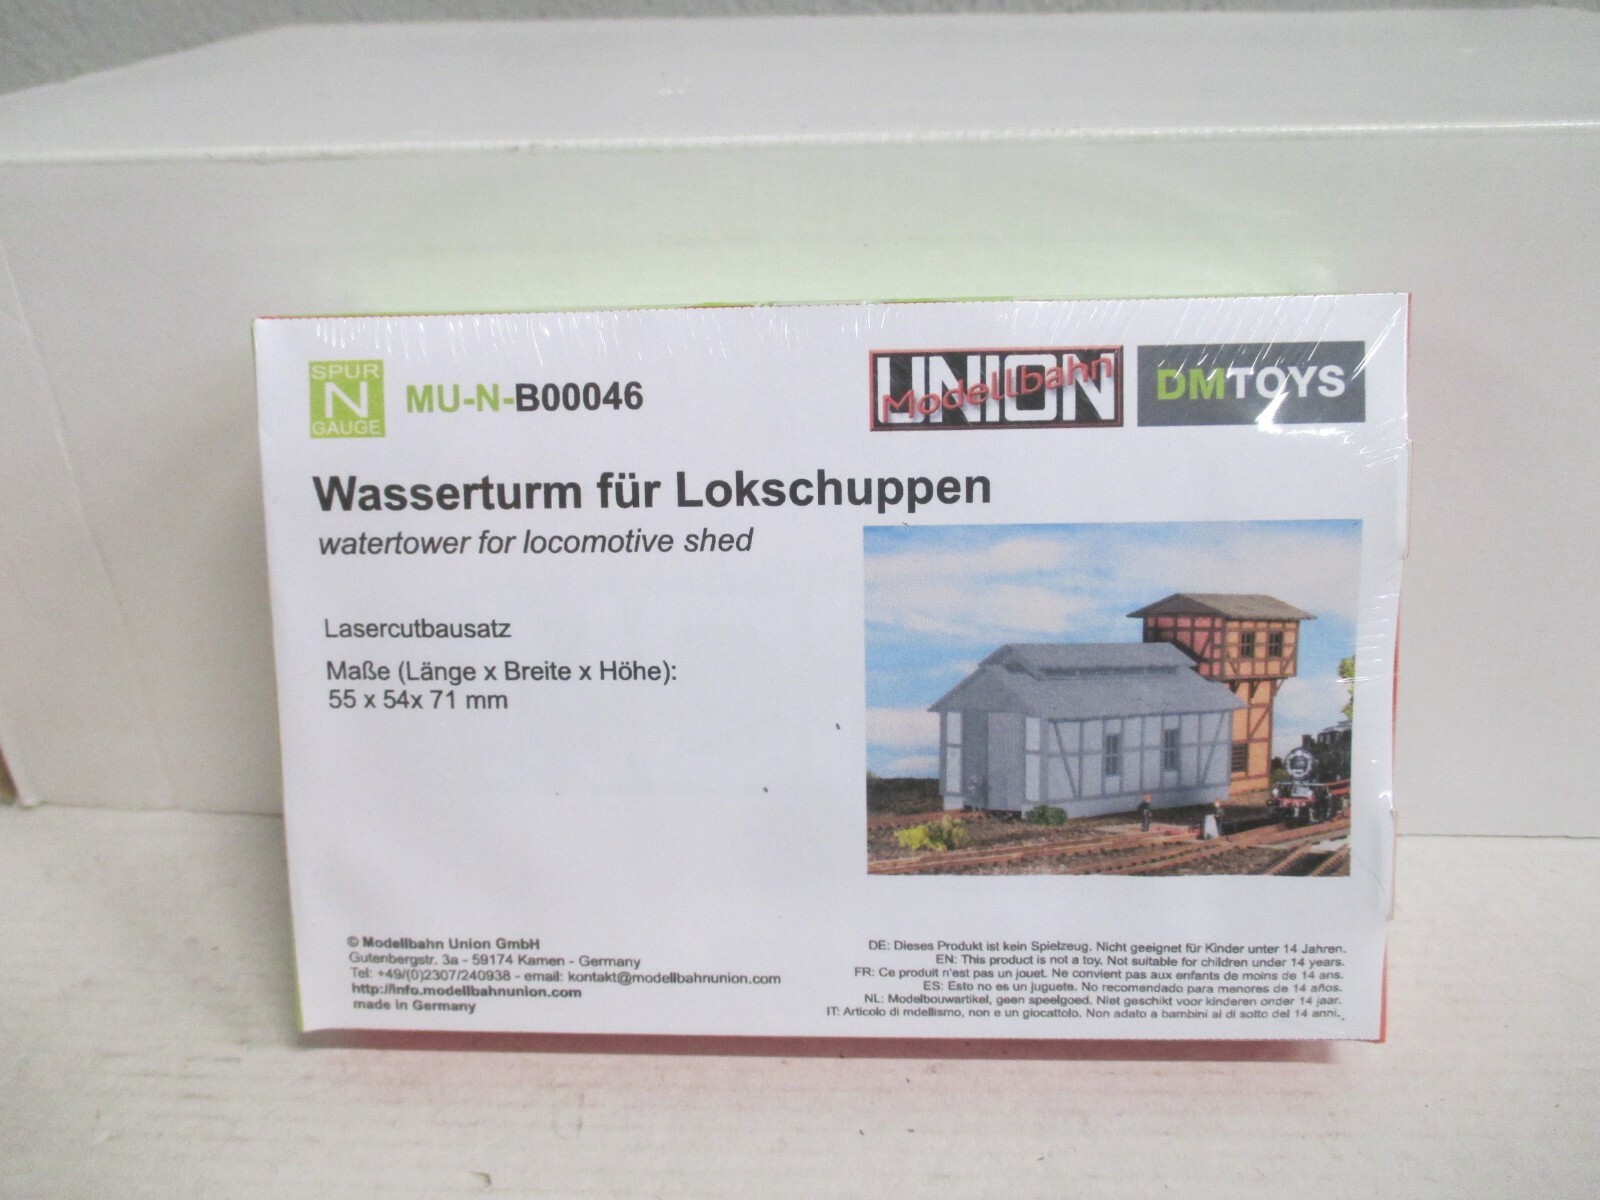 SPUR
N
GAUGE
MU-N-B00046
UNION
Modellbahn
DMTOYS
Wasserturm für Lokschuppen
watertower for locomotive shed
Lasercutbausatz
Maße (Länge x Breite x Höhe):
55 x 54x 71 mm
© Modellbahn Union GmbH
Gutenbergstr. 3a - 59174 Kamen - Germany
Tel: +49/(0)2307/240938 - email: kontakt@modellbahnunion.com
http://info.modellbahnunion.com
made in Germany
DE: Dieses Produkt ist kein Spielzeug. Nicht geeignet für Kinder unter 14 Jahren.
EN: This product is not a toy. Not suitable for children under 14 years.
FR: Ce produit n'est pas un jouet. Ne convient pas aux enfants de moins de 14 ans.
ES: Esto no es un juguete. No recomendado para menores de 14 años.
NL: Modelbouwartikel, geen speelgoed. Niet geschikt voor kinderen onder 14 jaar.
IT: Articolo di mdellismo, non e un giocattolo. Non adato a bambini al di sotto del 14 anni.